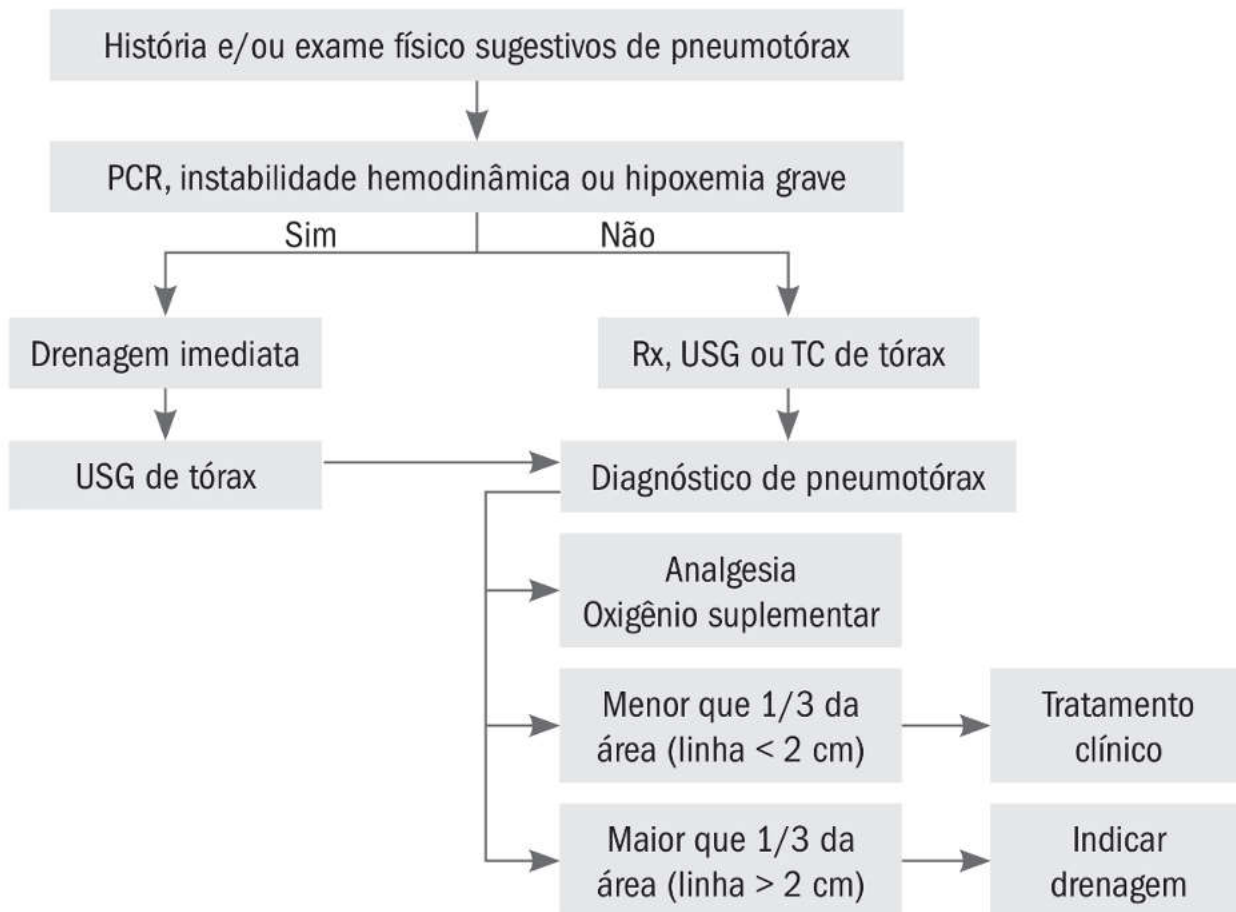 História e/ou exame físico sugestivos de pneumotórax
PCR, instabilidade hemodinâmica ou hipoxemia grave
Sim
Não
Drenagem imediata
Rx, USG ou TC de tórax
USG de tórax
Diagnóstico de pneumotórax
Analgesia
Oxigênio suplementar
Menor que 1/3 da
área (linha < 2 cm)
Tratamento
clínico
Maior que 1/3 da
área (linha > 2 cm)
Indicar
drenagem